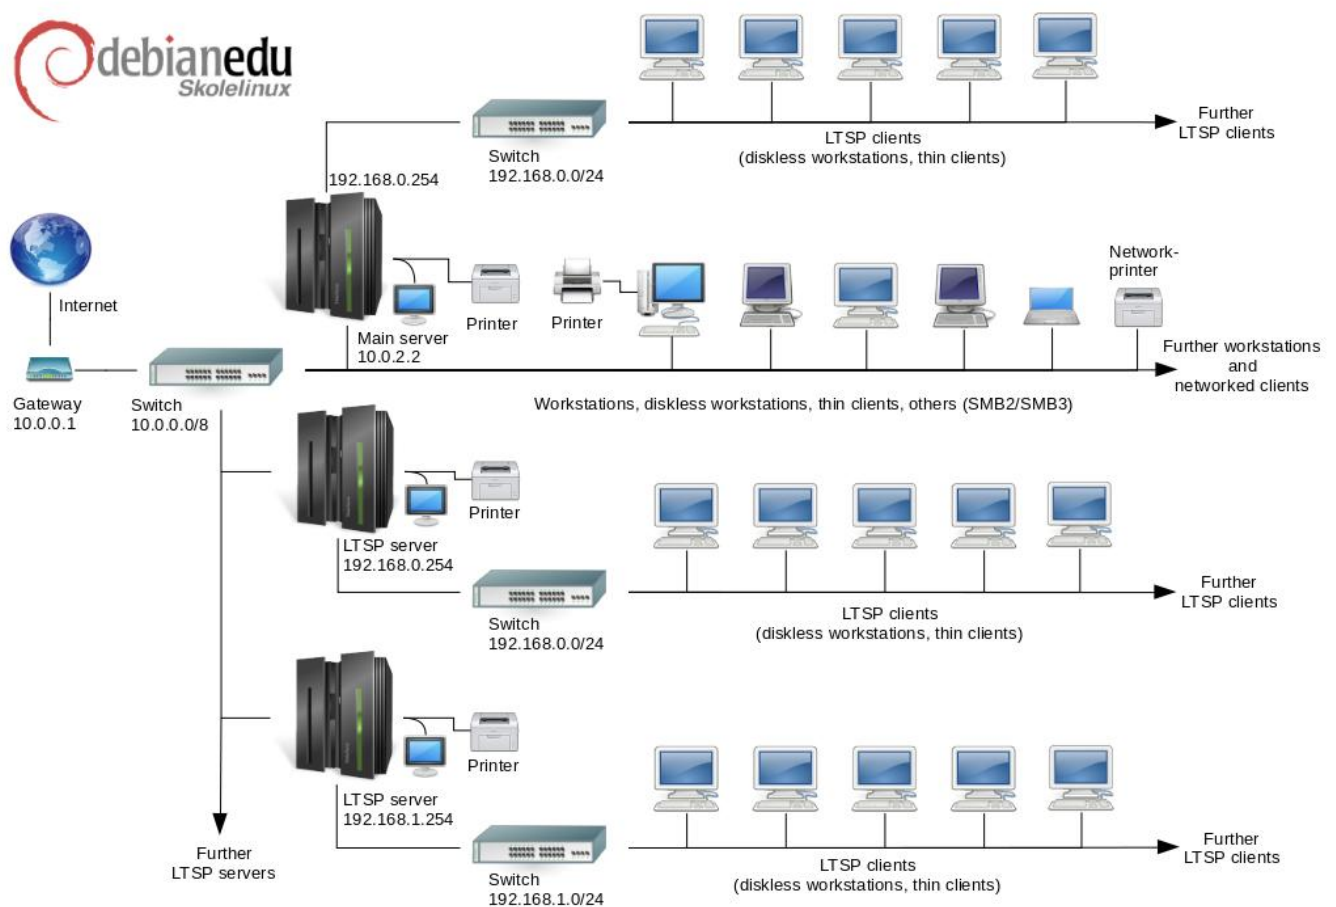 debianedu
Skolelinux
Further
LTSP clients
LTSP clients
(diskless workstations, thin clients)
Switch
192.168.0.0/24
192.168.0.254
Internet
Network-
printer
Printer
Printer
Main server
10.0.2.2
Further workstations
and
networked clients
Gateway
10.0.0.1
Switch
10.0.0.0/8
Workstations, diskless workstations, thin clients, others (SMB2/SMB3)
Printer
LTSP server
192.168.0.254
Further
LTSP clients
LTSP clients
(diskless workstations, thin clients)
Switch
192.168.0.0/24
Printer
LTSP server
192.168.1.254
Further
LTSP servers
Further
LTSP clients
LTSP clients
(diskless workstations, thin clients)
Switch
192.168.1.0/24